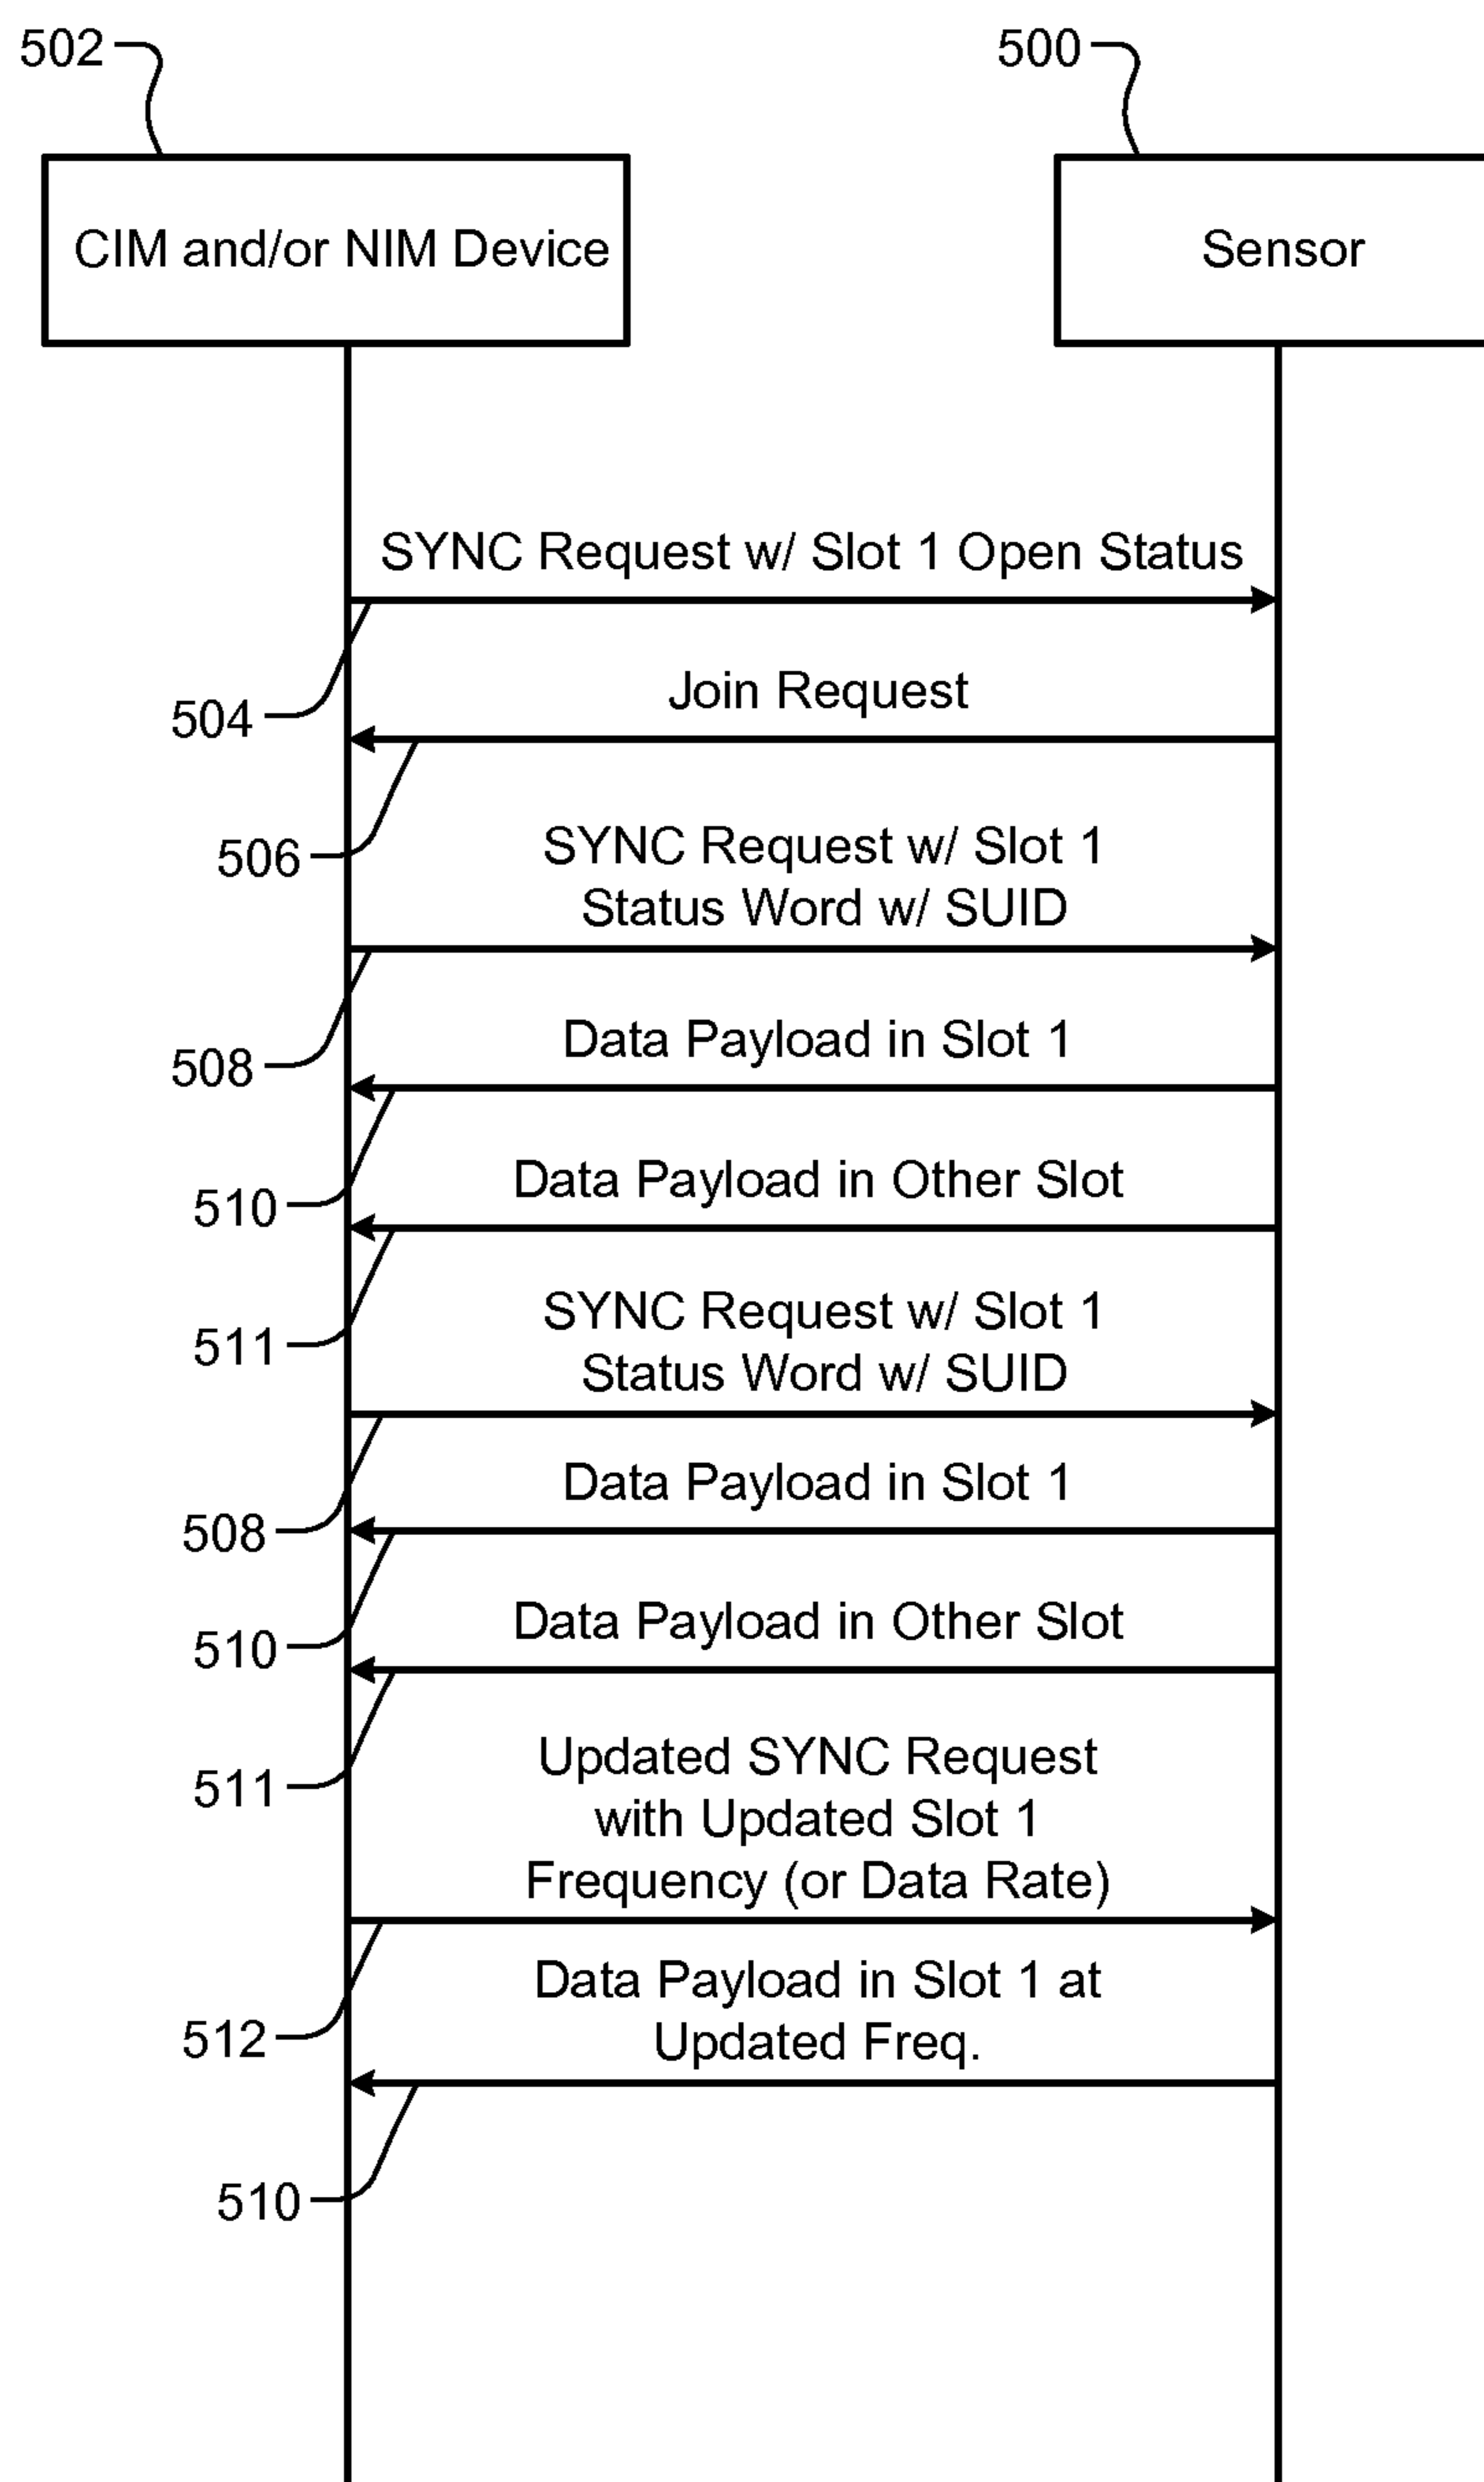 502
500
CIM and/or NIM Device
Sensor
SYNC Request w/ Slot 1 Open Status
504
Join Request
506
SYNC Request w/ Slot 1
Status Word w/ SUID
508
Data Payload in Slot 1
510
Data Payload in Other Slot
511
SYNC Request w/ Slot 1
Status Word w/ SUID
508
Data Payload in Slot 1
510
Data Payload in Other Slot
511
Updated SYNC Request
with Updated Slot 1
Frequency (or Data Rate)
512
Data Payload in Slot 1 at
Updated Freq.
510